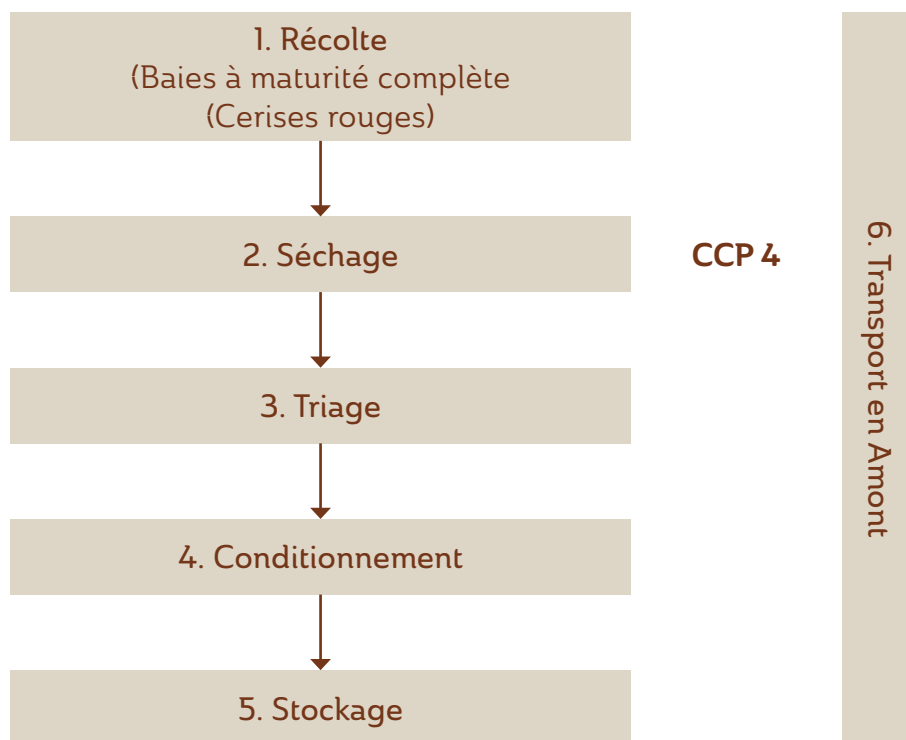 1. Récolte
(Baies à maturité complète
(Cerises rouges)
2. Séchage
CCP 4
3. Triage
4. Conditionnement
5. Stockage
6. Transport en Amont